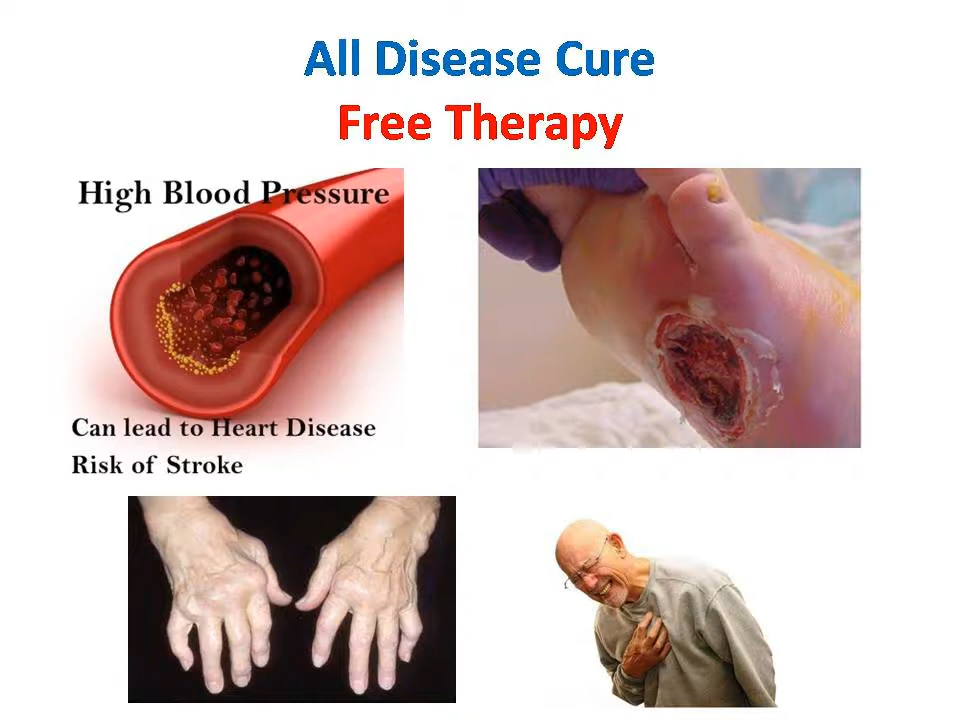 All Disease Cure
Free Therapy
High Blood Pressure
Can lead to Heart Disease
Risk of Stroke